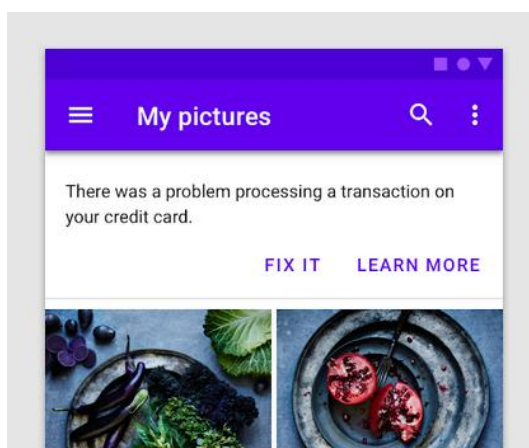 My pictures
There was a problem processing a transaction on
your credit card.
FIX IT LEARN MORE